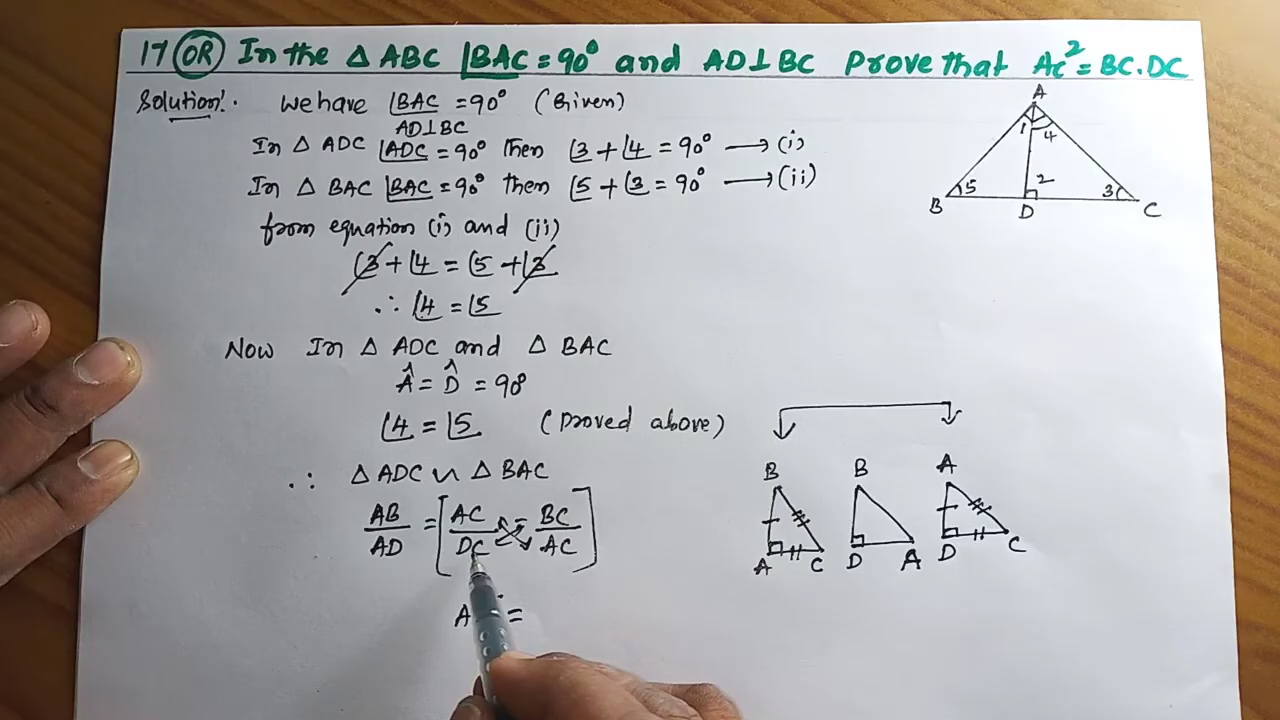 17 OR In the △ ABC ∠BAC = 90° and AD⊥BC Prove that AC² = BC.DC
Solution:. We have ∠BAC = 90° (Given)
AD⊥BC
In △ ADC ∠ADC = 90° Then ∠3 + ∠4 = 90° → (i)
In △ BAC ∠BAC = 90° then ∠5 + ∠3 = 90° → (ii)
from equation (i) and (ii)
∠3 + ∠4 = ∠5 + ∠3
∴ ∠4 = ∠5
Now In △ ADC and △ BAC
Â = D̂ = 90°
∠4 = ∠5 (Proved above)
∴ △ ADC ∽ △ BAC
AB/AD = [AC/DC = BC/AC]
A =
A
1 4
5 2 3
B D C
B B A
A C D A D C